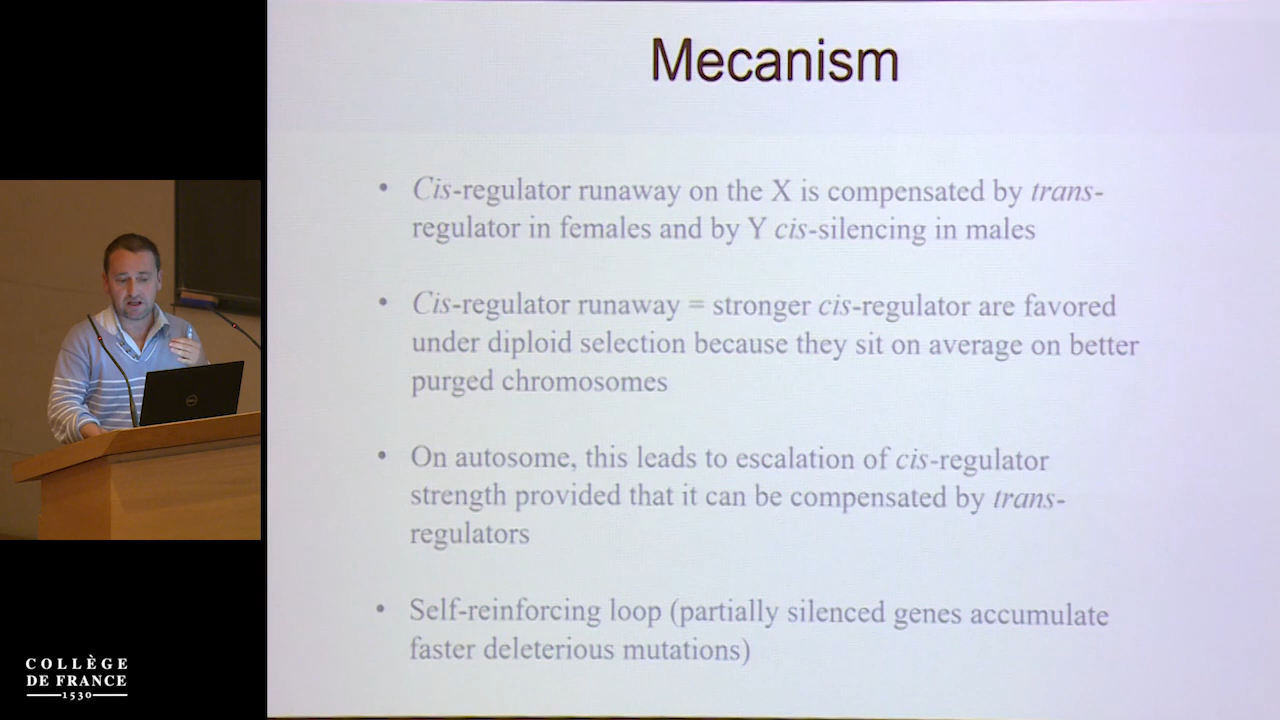 Mecanism
• Cis-regulator runaway on the X is compensated by trans-
regulator in females and by Y cis-silencing in males
• Cis-regulator runaway = stronger cis-regulator are favored
under diploid selection because they sit on average on better
purged chromosomes
• On autosome, this leads to escalation of cis-regulator
strength provided that it can be compensated by trans-
regulators
• Self-reinforcing loop (partially silenced genes accumulate
faster deleterious mutations)
COLLÈGE
DE FRANCE
1530